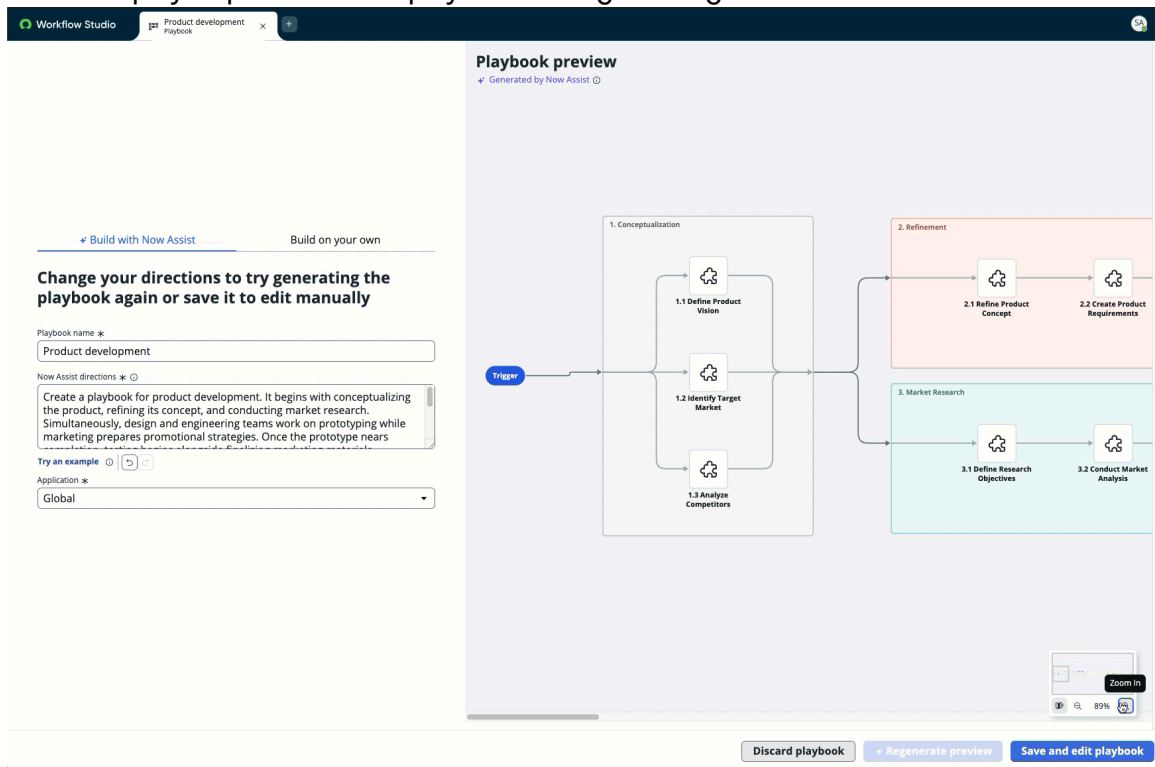 Workflow Studio
Product development
Playbook
SA
Playbook preview
Generated by Now Assist
Build with Now Assist
Build on your own
Change your directions to try generating the
playbook again or save it to edit manually
Playbook name *
Product development
Now Assist directions *
Create a playbook for product development. It begins with conceptualizing
the product, refining its concept, and conducting market research.
Simultaneously, design and engineering teams work on prototyping while
marketing prepares promotional strategies. Once the prototype nears
Try an example
Application *
Global
Trigger
1. Conceptualization
1.1 Define Product
Vision
1.2 Identify Target
Market
1.3 Analyze
Competitors
2. Refinement
2.1 Refine Product
Concept
2.2 Create Product
Requirements
3. Market Research
3.1 Define Research
Objectives
3.2 Conduct Market
Analysis
Zoom In
89%
Discard playbook
Regenerate preview
Save and edit playbook